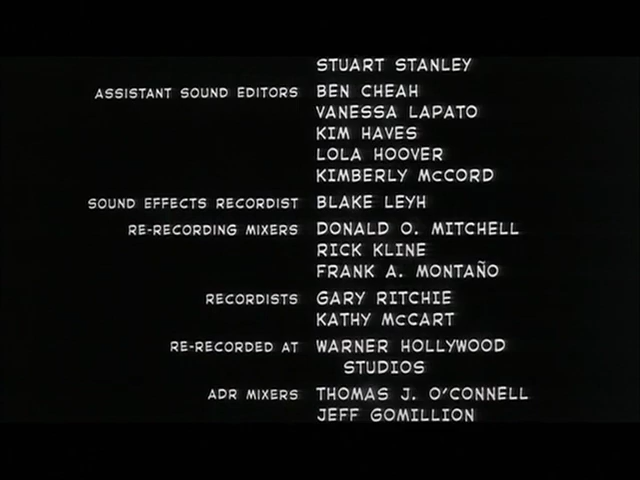 STUART STANLEY
ASSISTANT SOUND EDITORS BEN CHEAH
VANESSA LAPATO
KIM HAVES
LOLA HOOVER
KIMBERLY McCORD
SOUND EFFECTS RECORDIST BLAKE LEYH
RE-RECORDING MIXERS DONALD O. MITCHELL
RICK KLINE
FRANK A. MONTAÑO
RECORDISTS GARY RITCHIE
KATHY McCART
RE-RECORDED AT WARNER HOLLYWOOD
STUDIOS
ADR MIXERS THOMAS J. O'CONNELL
JEFF GOMILLION